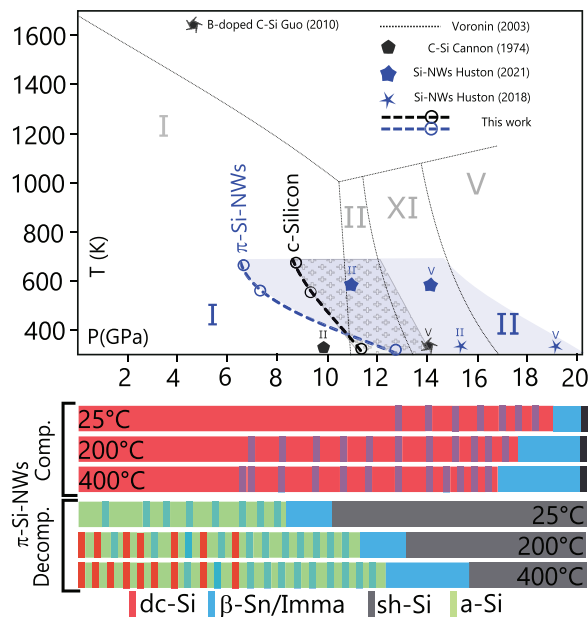 1600
1400
1200
1000
800
600
400
T (K)
P(GPa)
2
4
6
8
10
12
14
16
18
20
B-doped C-Si Guo (2010)
Voronin (2003)
C-Si Cannon (1974)
Si-NWs Huston (2021)
Si-NWs Huston (2018)
This work
I
II
XI
V
π-Si-NWs
c-Silicon
I
II
V
II
II
V
II
V
π-Si-NWs
Comp.
25°C
200°C
400°C
Decomp.
25°C
200°C
400°C
dc-Si
β-Sn/Imma
sh-Si
a-Si